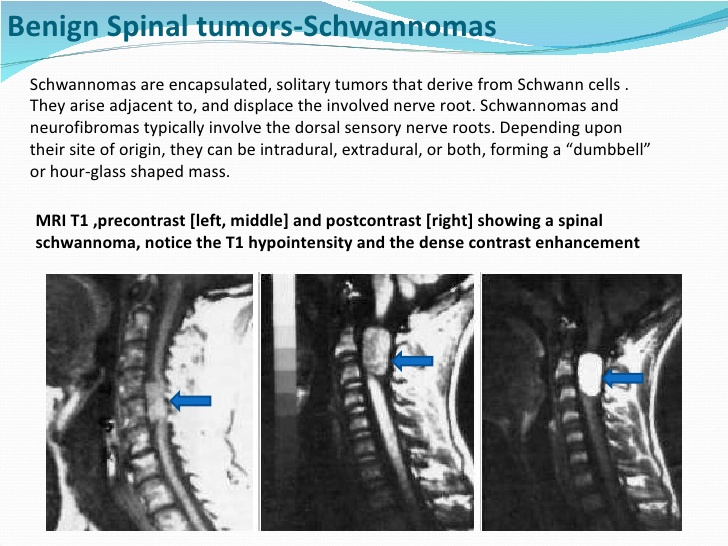 Benign Spinal tumors-Schwannomas
Schwannomas are encapsulated, solitary tumors that derive from Schwann cells .
They arise adjacent to, and displace the involved nerve root. Schwannomas and
neurofibromas typically involve the dorsal sensory nerve roots. Depending upon
their site of origin, they can be intradural, extradural, or both, forming a “dumbbell”
or hour-glass shaped mass.
MRI T1 ,precontrast [left, middle] and postcontrast [right] showing a spinal
schwannoma, notice the T1 hypointensity and the dense contrast enhancement